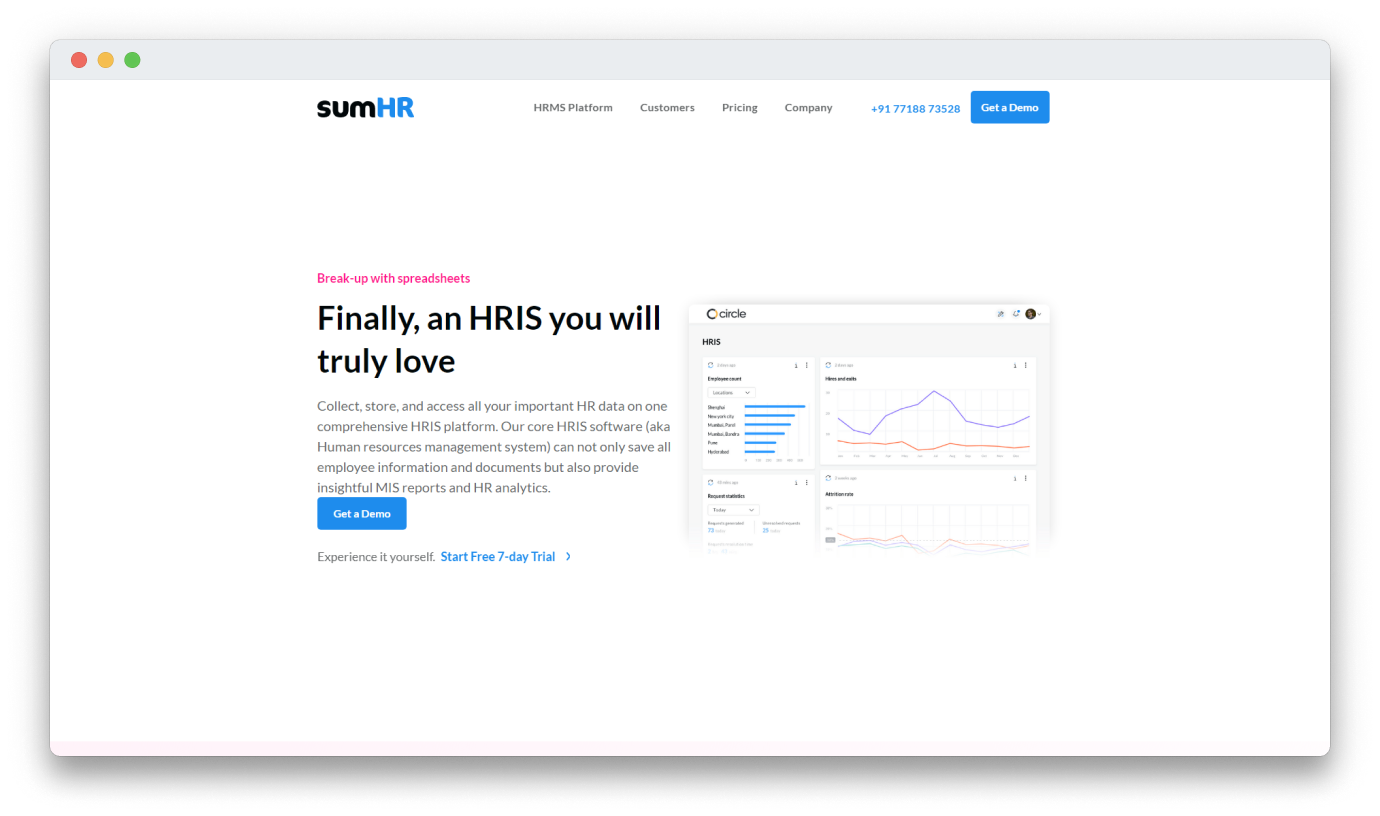 sumHR
HRMS Platform
Customers
Pricing
Company
+91 77188 73528
Get a Demo
Break-up with spreadsheets
Finally, an HRIS you will
truly love
Collect, store, and access all your important HR data on one
comprehensive HRIS platform. Our core HRIS software (aka
Human resources management system) can not only save all
employee information and documents but also provide
insightful MIS reports and HR analytics.
Get a Demo
Experience it yourself. Start Free 7-day Trial
circle
HRIS
Employee count
Locations
Shanghai
New york city
Mumbai, Parel
Mumbai, Bandra
Pune
Hyderabad
Hires and exits
Request statistics
Today
Requests generated
73
Unresolved requests
Attrition rate